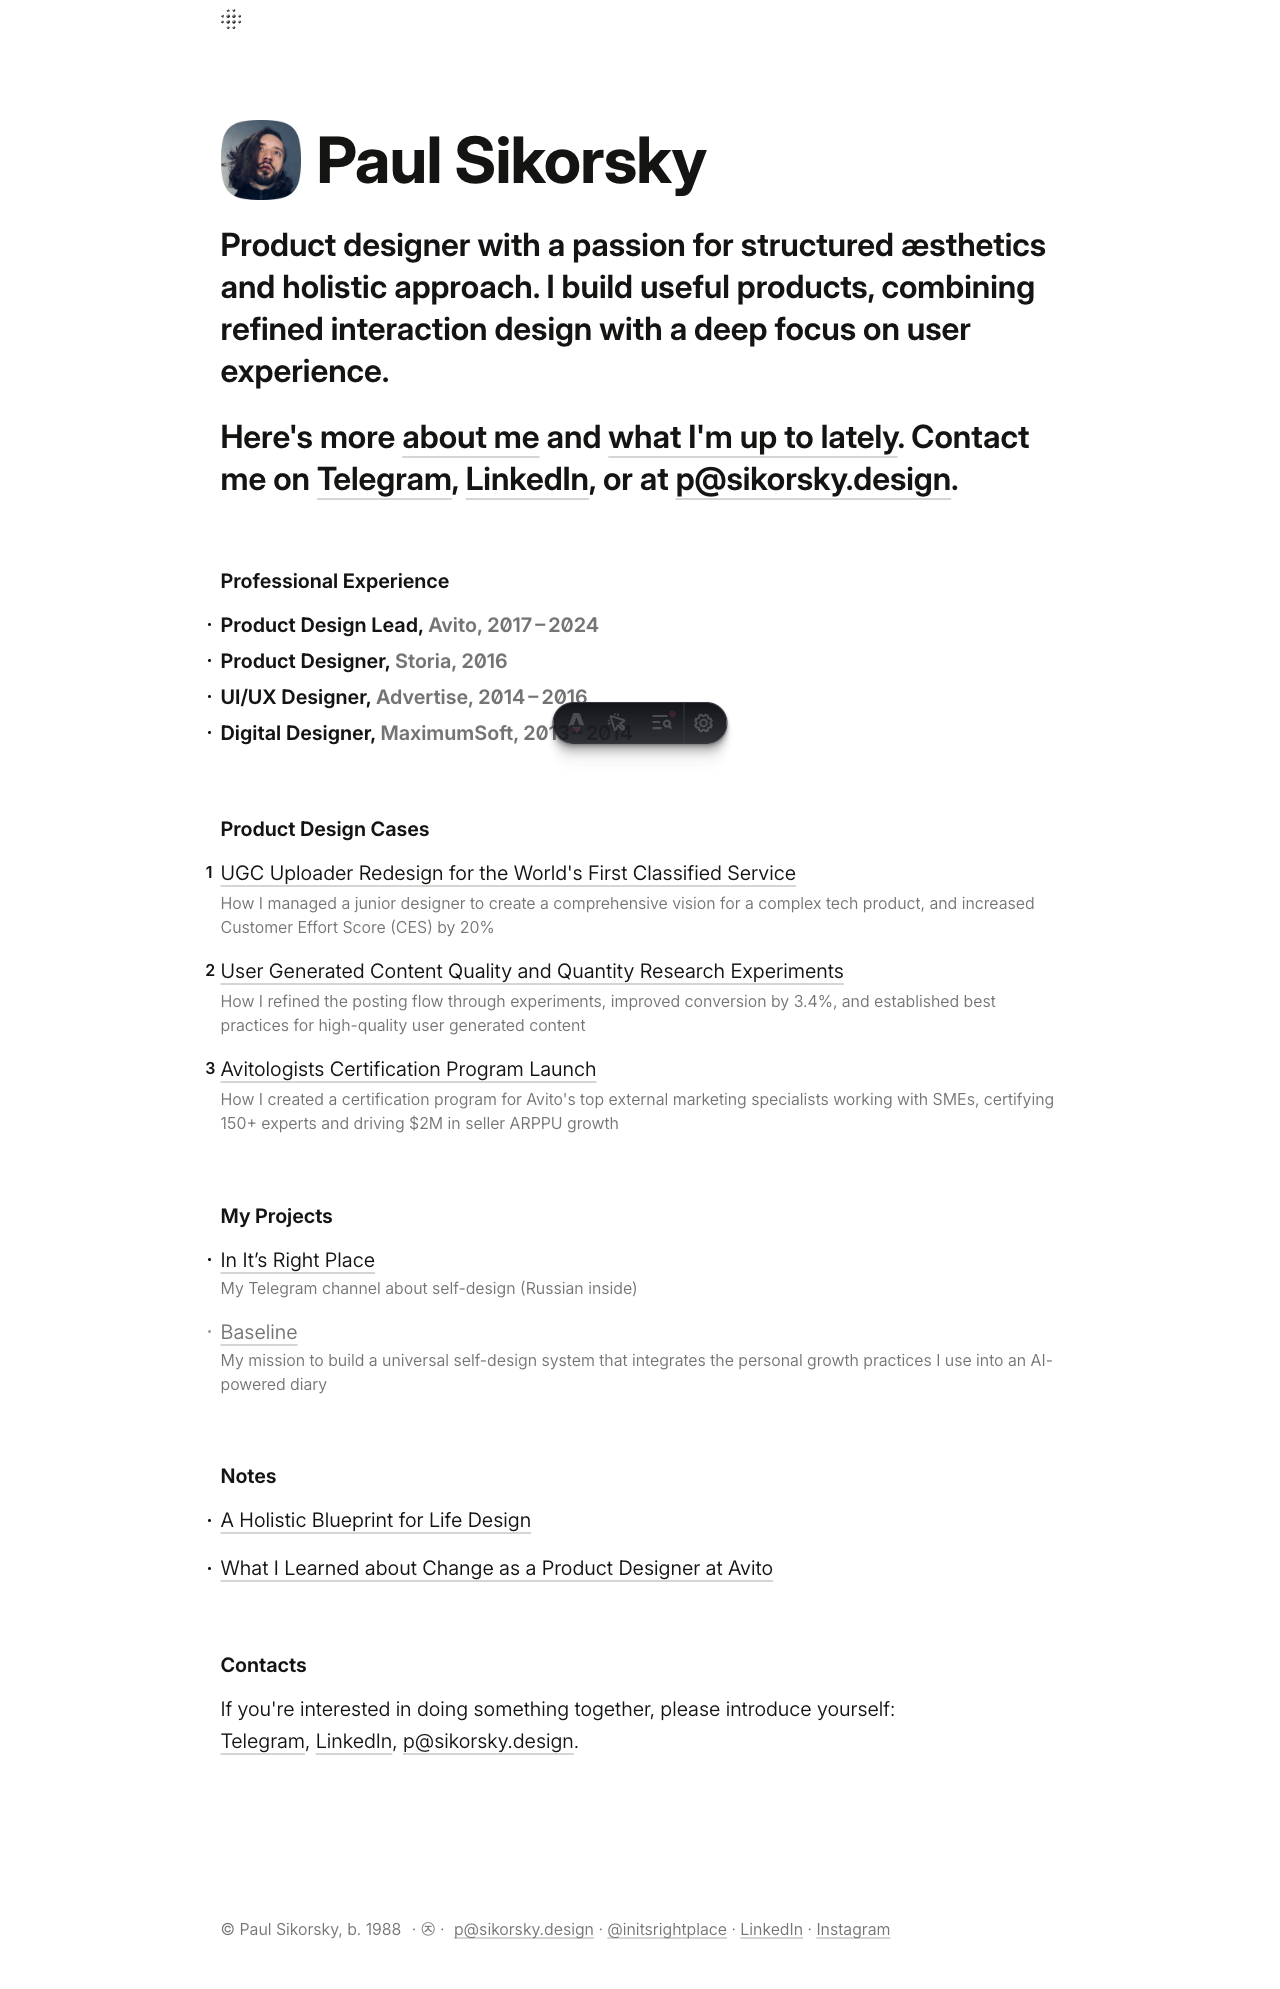 Paul Sikorsky
Product designer with a passion for structured æsthetics
and holistic approach. I build useful products, combining
refined interaction design with a deep focus on user
experience.
Here's more about me and what I'm up to lately. Contact
me on Telegram, LinkedIn, or at p@sikorsky.design.
Professional Experience
· Product Design Lead, Avito, 2017 – 2024
· Product Designer, Storia, 2016
· UI/UX Designer, Advertise, 2014 – 2016
· Digital Designer, MaximumSoft, 2013 – 2014
Product Design Cases
1 UGC Uploader Redesign for the World's First Classified Service
How I managed a junior designer to create a comprehensive vision for a complex tech product, and increased
Customer Effort Score (CES) by 20%
2 User Generated Content Quality and Quantity Research Experiments
How I refined the posting flow through experiments, improved conversion by 3.4%, and established best
practices for high-quality user generated content
3 Avitologists Certification Program Launch
How I created a certification program for Avito's top external marketing specialists working with SMEs, certifying
150+ experts and driving $2M in seller ARPPU growth
My Projects
· In It’s Right Place
My Telegram channel about self-design (Russian inside)
· Baseline
My mission to build a universal self-design system that integrates the personal growth practices I use into an AI-
powered diary
Notes
· A Holistic Blueprint for Life Design
· What I Learned about Change as a Product Designer at Avito
Contacts
If you're interested in doing something together, please introduce yourself:
Telegram, LinkedIn, p@sikorsky.design.
© Paul Sikorsky, b. 1988 · · p@sikorsky.design · @initsrightplace · LinkedIn · Instagram